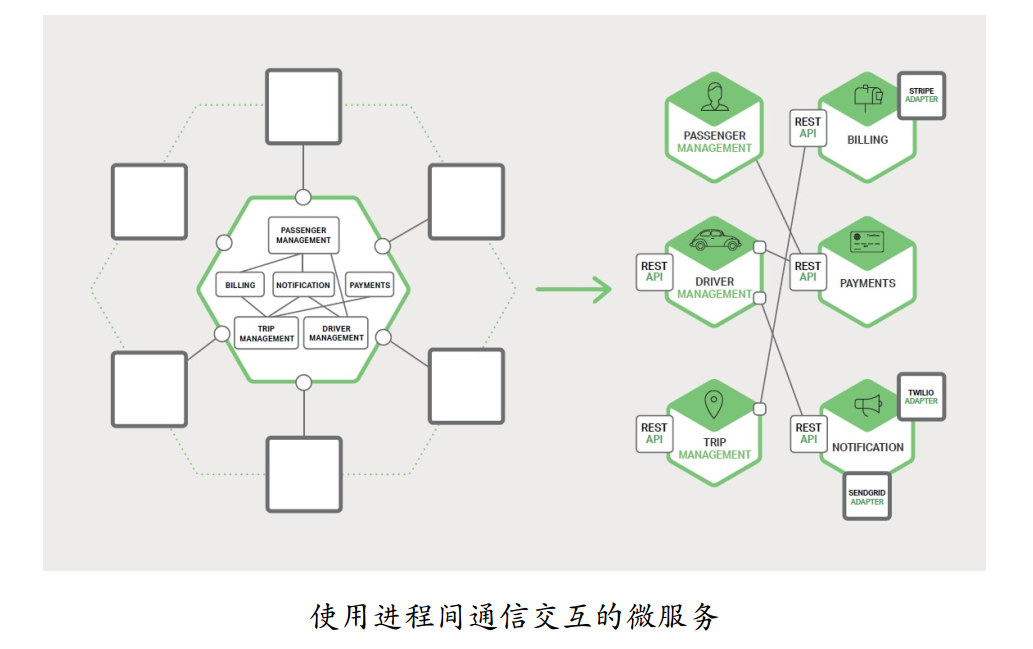 PASSENGER
MANAGEMENT
BILLING
NOTIFICATION
PAYMENTS
TRIP
MANAGEMENT
DRIVER
MANAGEMENT
PASSENGER
MANAGEMENT
REST
API
BILLING
STRIPE
ADAPTER
REST
API
DRIVER
MANAGEMENT
REST
API
PAYMENTS
REST
API
TRIP
MANAGEMENT
REST
API
NOTIFICATION
TWILIO
ADAPTER
SENDGRID
ADAPTER
使用进程间通信交互的微服务